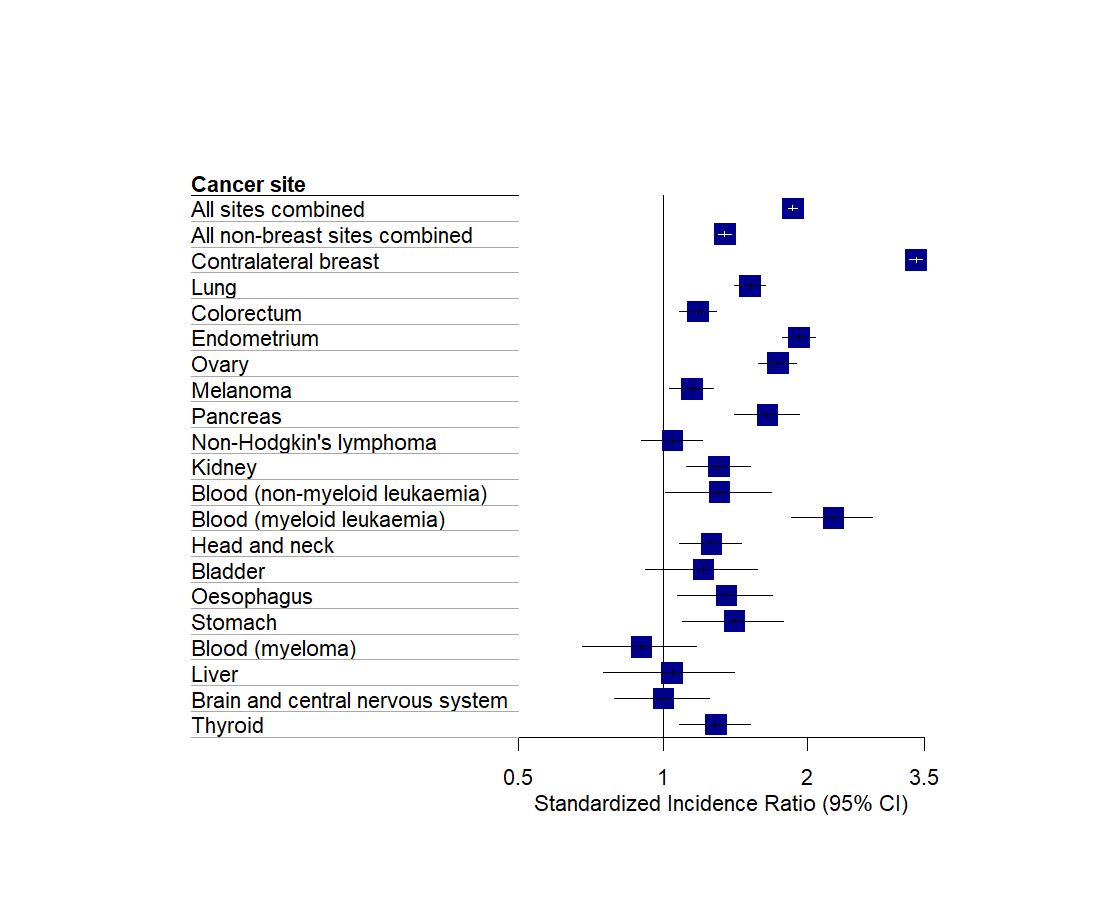 Cancer site
All sites combined
All non-breast sites combined
Contralateral breast
Lung
Colorectum
Endometrium
Ovary
Melanoma
Pancreas
Non-Hodgkin's lymphoma
Kidney
Blood (non-myeloid leukaemia)
Blood (myeloid leukaemia)
Head and neck
Bladder
Oesophagus
Stomach
Blood (myeloma)
Liver
Brain and central nervous system
Thyroid
0.5 1 2 3.5
Standardized Incidence Ratio (95% CI)